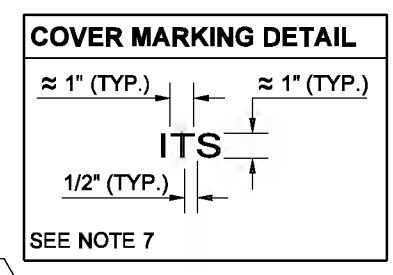 COVER MARKING DETAIL
≈ 1" (TYP.) ≈ 1" (TYP.)
ITS
1/2" (TYP.)
SEE NOTE 7